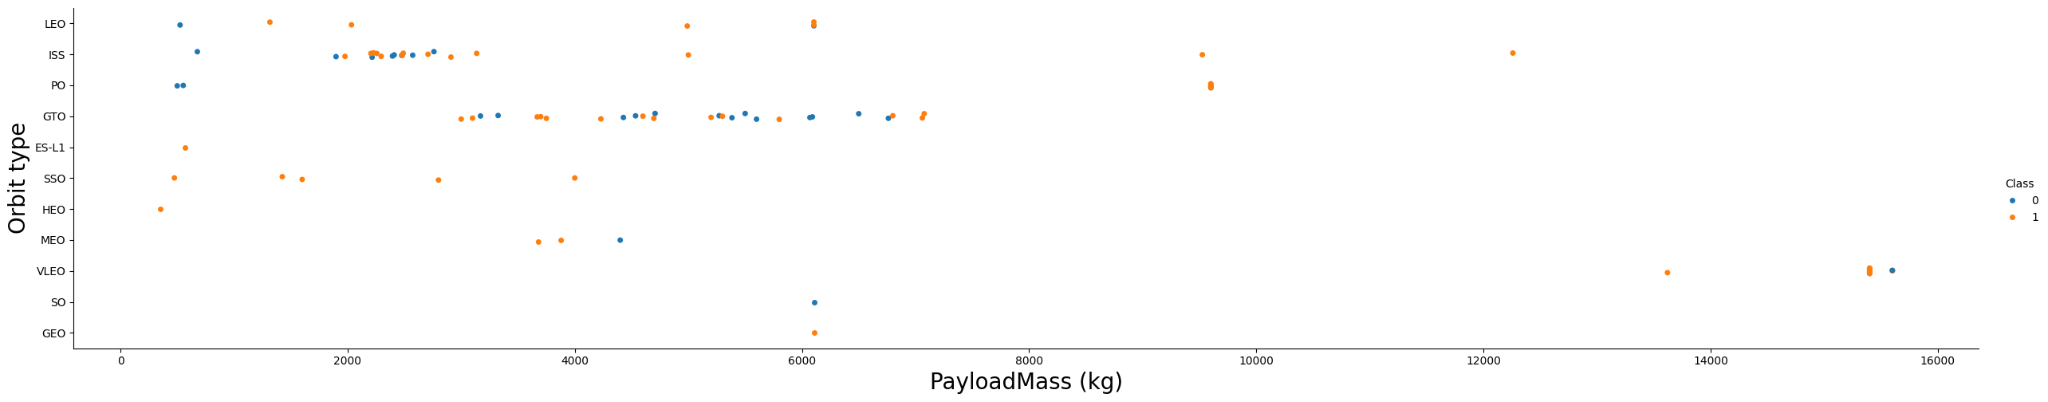 Orbit type
LEO
ISS
PO
GTO
ES-L1
SSO
HEO
MEO
VLEO
SO
GEO
0 2000 4000 6000 8000 10000 12000 14000 16000
PayloadMass (kg)
Class
0
1